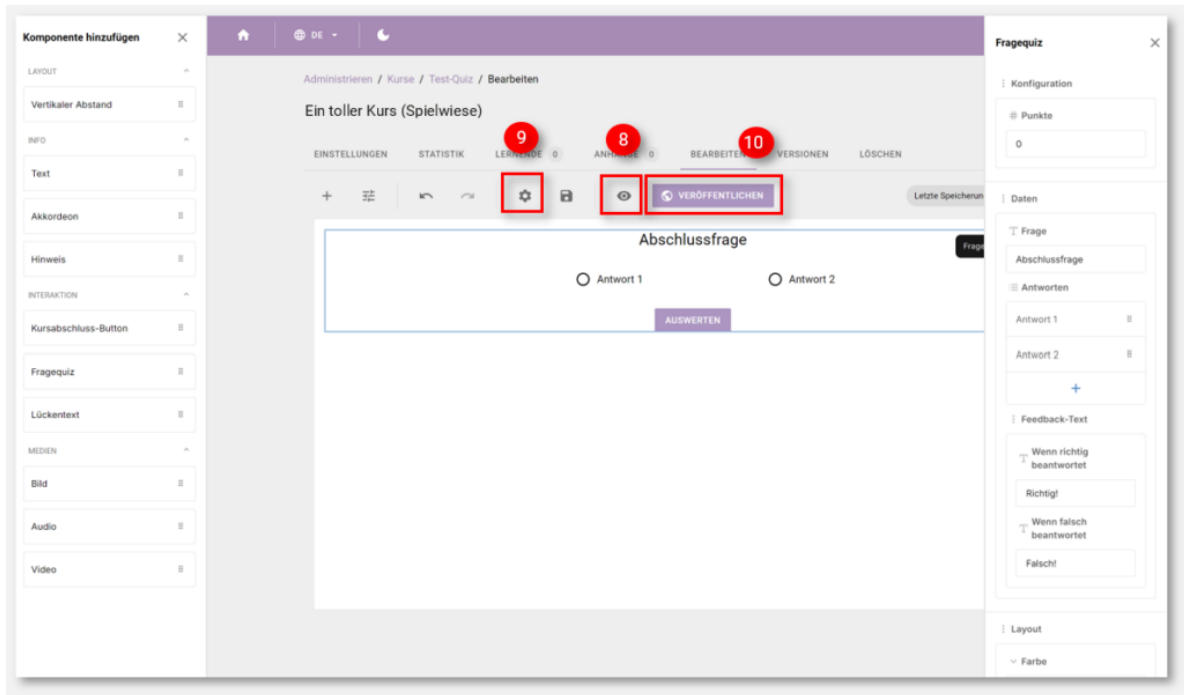 Komponente hinzufügen
LAYOUT
Vertikaler Abstand
INFO
Text
Akkordeon
Hinweis
INTERAKTION
Kursabschluss-Button
Fragequiz
Lückentext
MEDIEN
Bild
Audio
Video
DE
Administrieren / Kurse / Test-Quiz / Bearbeiten
Ein toller Kurs (Spielwiese)
9
8
10
EINSTELLUNGEN STATISTIK LERNENDE 0 ANHÄNGE 0 BEARBEITEN VERSIONEN LÖSCHEN
VERÖFFENTLICHEN
Letzte Speicherun
Abschlussfrage
Frage
Antwort 1 Antwort 2
AUSWERTEN
Fragequiz
Konfiguration
# Punkte
0
Daten
Frage
Abschlussfrage
Antworten
Antwort 1
Antwort 2
+
Feedback-Text
Wenn richtig
beantwortet
Richtig!
Wenn falsch
beantwortet
Falsch!
Layout
Farbe